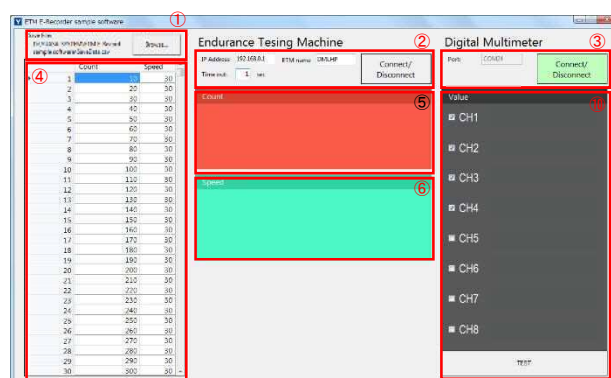 ETM E-Recorder sample software
①
Save File
Browse...
sample software\SaveData.csv
Endurance Tesing Machine
②
IP Address 192.168.0.1 ETM name DMLHP
Time out: 1 sec
Connect/
Disconnect
Digital Multimeter
③
Port:
Connect/
Disconnect
④
Count Speed
1 10 30
2 20 30
3 30 30
4 40 30
5 50 30
6 60 30
7 70 30
8 80 30
9 90 30
10 100 30
11 110 30
12 120 30
13 130 30
14 140 30
15 150 30
16 160 30
17 170 30
18 180 30
19 190 30
20 200 30
21 210 30
22 220 30
23 230 30
24 240 30
25 250 30
26 260 30
27 270 30
28 280 30
29 290 30
30 300 30
Count
⑤
Speed
⑥
Value
CH1
CH2
CH3
CH4
CH5
CH6
CH7
CH8
TEST